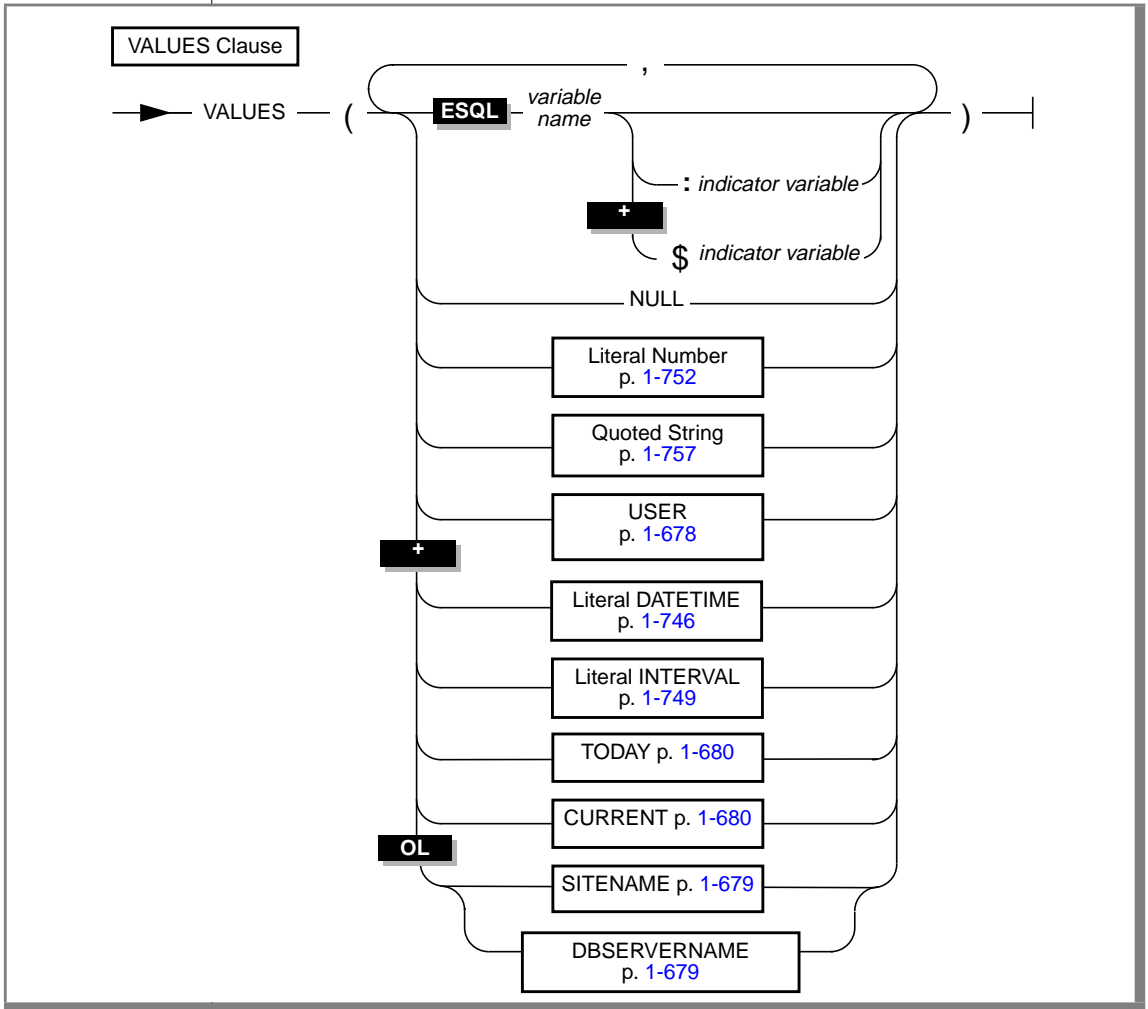 VALUES Clause
,
VALUES ( ESQL variable name )
: indicator variable
+
$ indicator variable
NULL
Literal Number
p. 1-752
Quoted String
p. 1-757
USER
p. 1-678
+
Literal DATETIME
p. 1-746
Literal INTERVAL
p. 1-749
TODAY p. 1-680
CURRENT p. 1-680
OL
SITENAME p. 1-679
DBSERVERNAME
p. 1-679